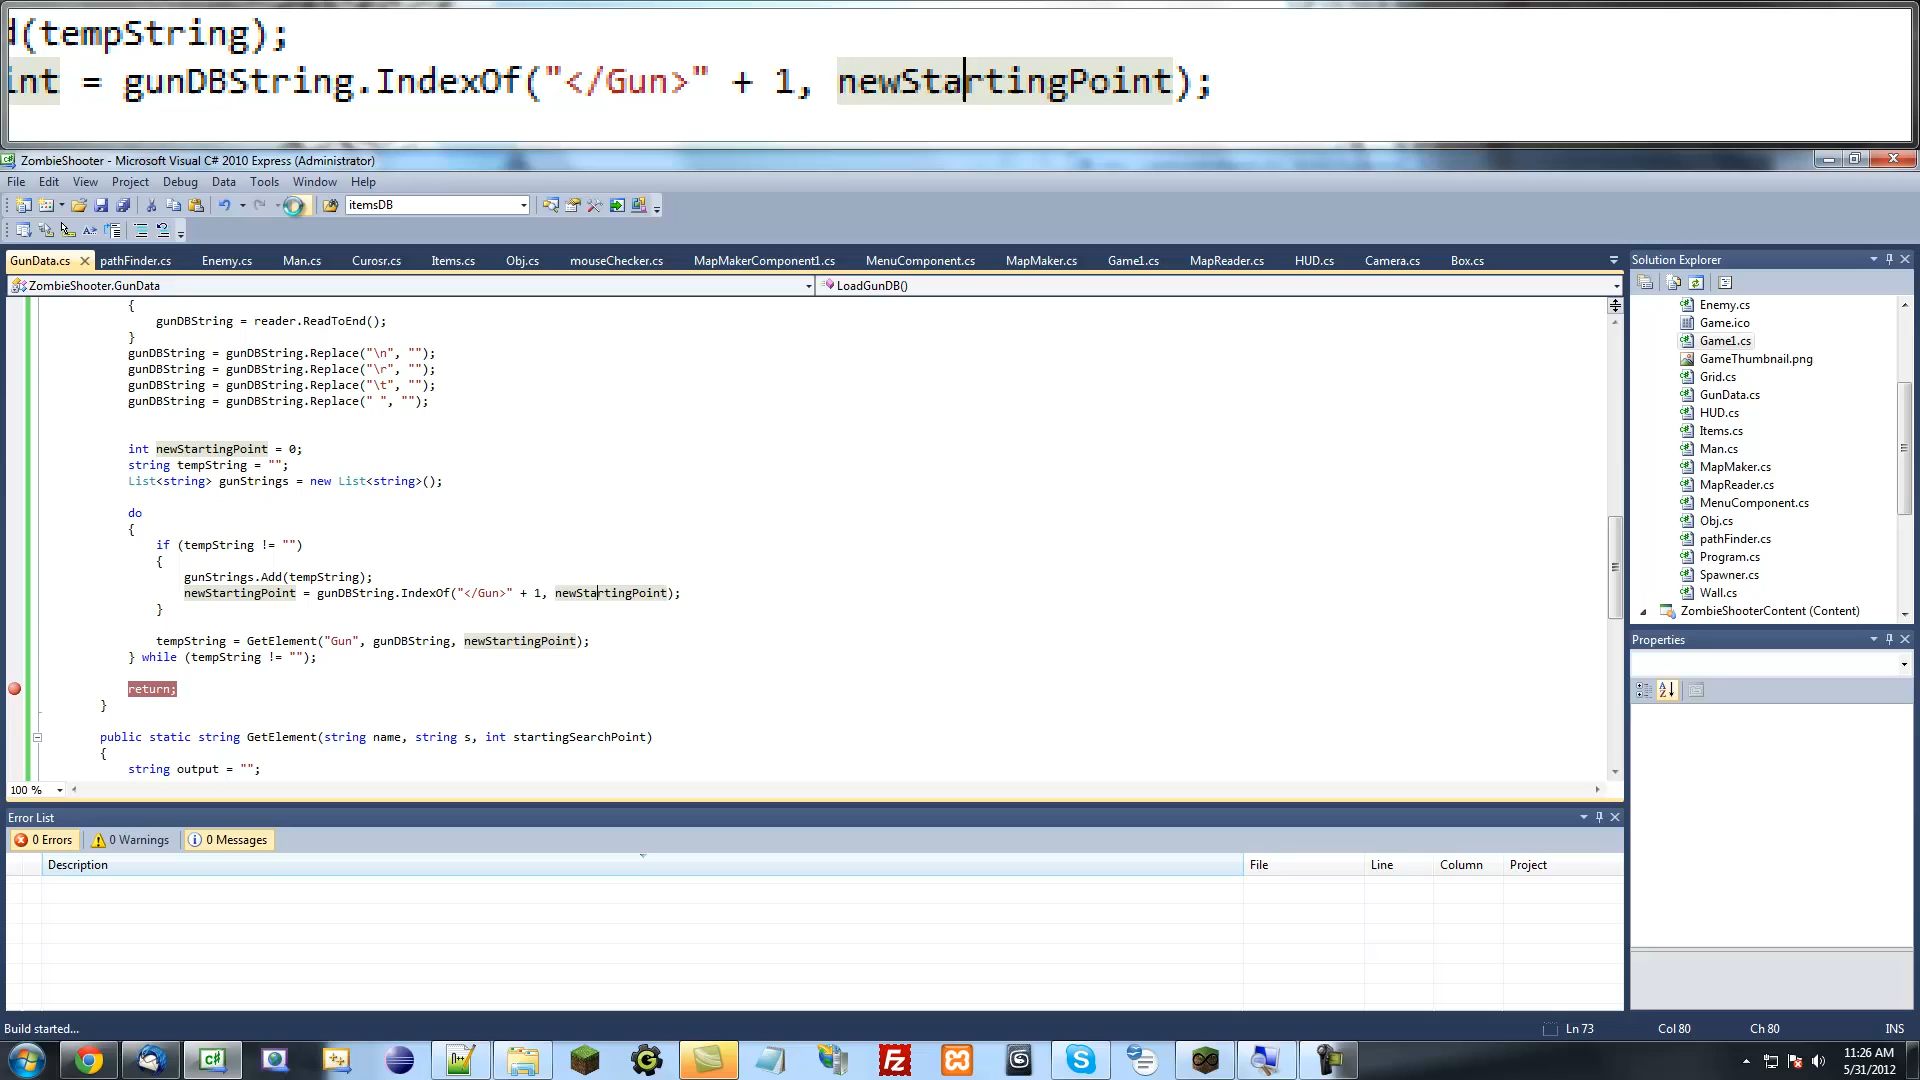 d(tempString);
int = gunDBString.IndexOf("</Gun>" + 1, newStartingPoint);
ZombieShooter - Microsoft Visual C# 2010 Express (Administrator)
File Edit View Project Debug Data Tools Window Help
itemsDB
GunData.cs pathFinder.cs Enemy.cs Man.cs Curosr.cs Items.cs Obj.cs mouseChecker.cs MapMakerComponent1.cs MenuComponent.cs MapMaker.cs Game1.cs MapReader.cs HUD.cs Camera.cs Box.cs
ZombieShooter.GunData LoadGunDB()
{
gunDBString = reader.ReadToEnd();
}
gunDBString = gunDBString.Replace("\n", "");
gunDBString = gunDBString.Replace("\r", "");
gunDBString = gunDBString.Replace("\t", "");
gunDBString = gunDBString.Replace(" ", "");
int newStartingPoint = 0;
string tempString = "";
List<string> gunStrings = new List<string>();
do
{
if (tempString != "")
{
gunStrings.Add(tempString);
newStartingPoint = gunDBString.IndexOf("</Gun>" + 1, newStartingPoint);
}
tempString = GetElement("Gun", gunDBString, newStartingPoint);
} while (tempString != "");
return;
}
public static string GetElement(string name, string s, int startingSearchPoint)
{
string output = "";
100 %
Solution Explorer
Enemy.cs
Game.ico
Game1.cs
GameThumbnail.png
Grid.cs
GunData.cs
HUD.cs
Items.cs
Man.cs
MapMaker.cs
MapReader.cs
MenuComponent.cs
Obj.cs
pathFinder.cs
Program.cs
Spawner.cs
Wall.cs
ZombieShooterContent (Content)
Properties
Error List
0 Errors 0 Warnings 0 Messages
Description File Line Column Project
Build started...
Ln 73 Col 80 Ch 80 INS
11:26 AM
5/31/2012